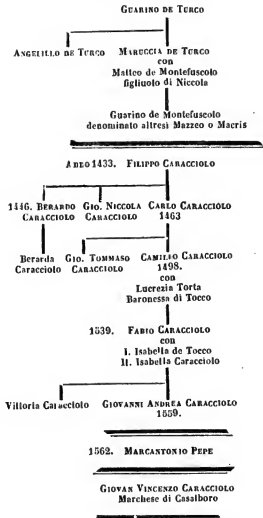 GUARINO DE TURCO
ANGELILLO DE TURCO MARUCCIA DE TURCO
con
Matteo de Montefuscolo
figliuolo di Niccola
Guarino de Montefuscolo
denominato altresi Mazzeo o Macris
ANNO 1433. FILIPPO CARACCIOLO
1446. BERARDO GIO. NICCOLA CARLO CARACCIOLO
CARACCIOLO CARACCIOLO 1463
Berarda GIO. TOMMASO CAMILLO CARACCIOLO
Caracciolo CARACCIOLO 1498.
con
Lucrezia Torta
Baronessa di Tocco
1539. FABIO CARACCIOLO
con
I. Isabella de Tocco
II. Isabella Caracciolo
Vittoria Caracciolo GIOVANNI ANDREA CARACCIOLO
1559.
1562. MARCANTONIO PEPE
GIOVAN VINCENZO CARACCIOLO
Marchese di Casalboro